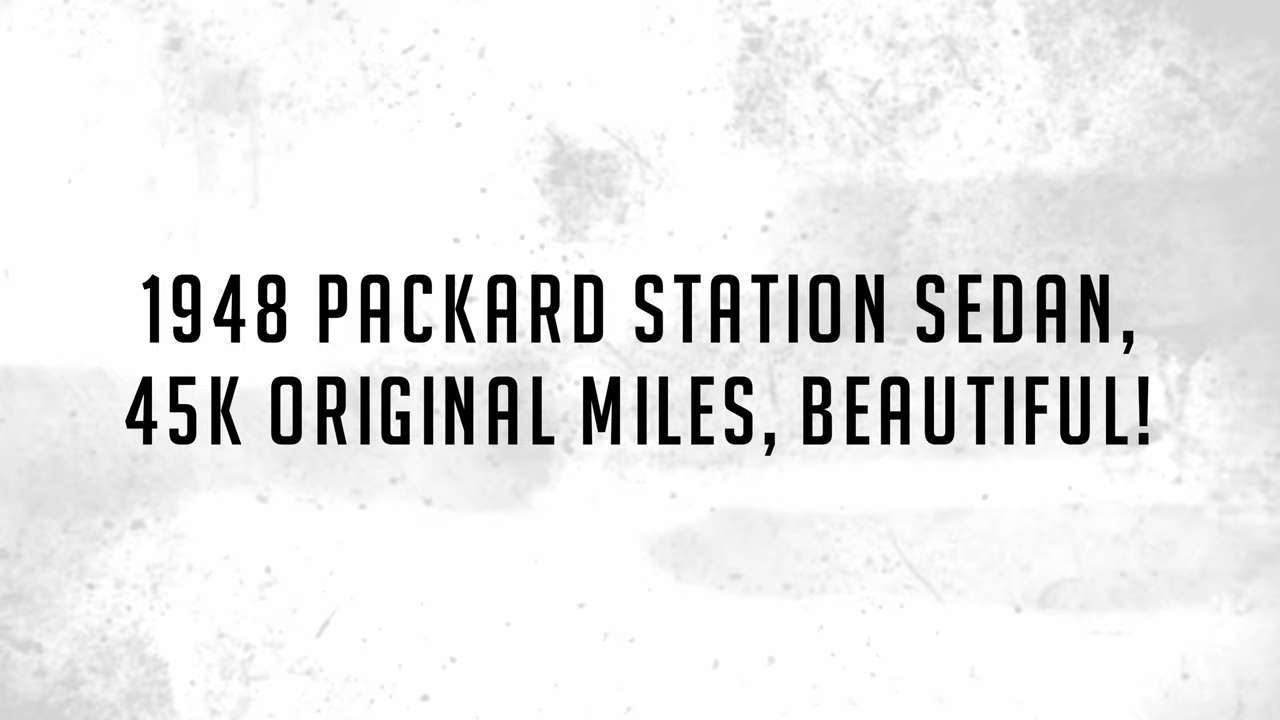 1948 PACKARD STATION SEDAN,
45K ORIGINAL MILES, BEAUTIFUL!